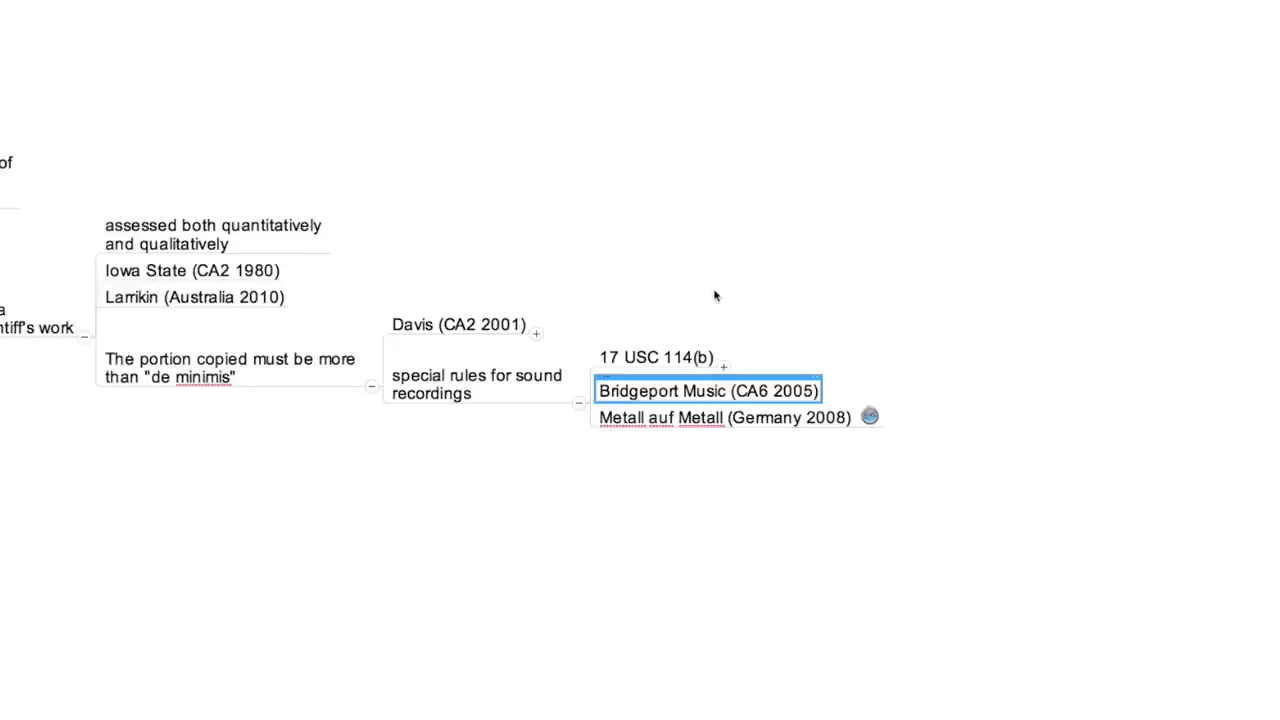 of
assessed both quantitatively
and qualitatively
Iowa State (CA2 1980)
Larrikin (Australia 2010)
a
ntiff's work
The portion copied must be more
than "de minimis"
Davis (CA2 2001)
special rules for sound
recordings
17 USC 114(b)
Bridgeport Music (CA6 2005)
Metall auf Metall (Germany 2008)